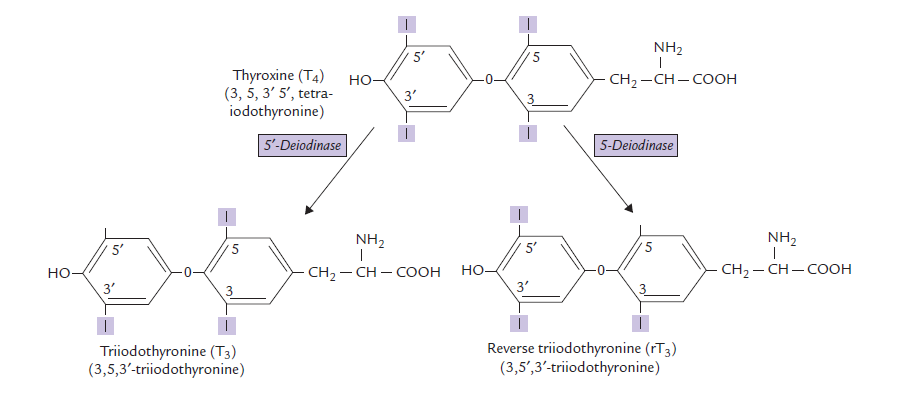 I I
5′ 5 NH₂
Thyroxine (T₄) HO O CH₂ – CH – COOH
(3, 5, 3′ 5′, tetra- 3′ 3
iodothyronine)
I I
5′-Deiodinase 5-Deiodinase
I I
5′ 5 NH₂ 5′ 5 NH₂
HO O CH₂ – CH – COOH HO O CH₂ – CH – COOH
3′ 3 3′ 3
I I I I
Triiodothyronine (T₃) Reverse triiodothyronine (rT₃)
(3,5,3′-triiodothyronine) (3,5′,3′-triiodothyronine)